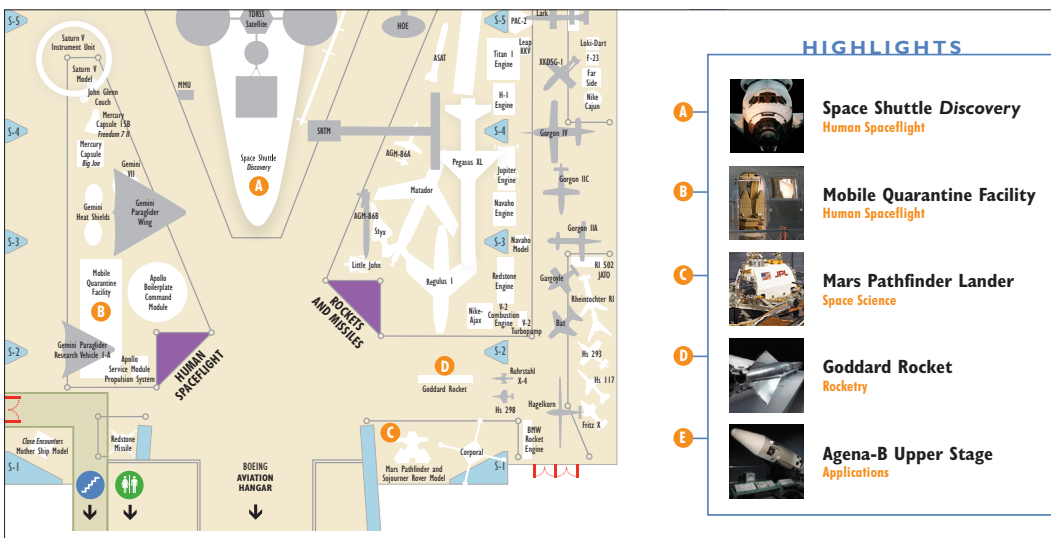 S-5
Saturn V
Instrument Unit
Saturn V
Model
John Glenn
Couch
Mercury
Capsule 15B
Freedom 7 II
Mercury
Capsule
Big Joe
S-4
Gemini
VII
Gemini
Heat Shields
Gemini
Paraglider
Wing
S-3
Mobile
Quarantine
Facility
B
Apollo
Boilerplate
Command
Module
S-2
Gemini Paraglider
Research Vehicle 1-A
Apollo
Service Module
Propulsion System
HUMAN
SPACEFLIGHT
Close Encounters
Mother Ship Model
S-1
Redstone
Missile
BOEING
AVIATION
HANGAR
TDRSS
Satellite
MMU
Space Shuttle
Discovery
A
HOE
SRTM
ASAT
AGM-86A
Pegasus XL
Matador
AGM-86B
Styx
Little John
Regulus I
ROCKETS
AND MISSILES
D
Goddard Rocket
C
Mars Pathfinder and
Sojourner Rover Model
Corporal
S-1
S-5
PAC-2
Lark
Leap
KKV
Titan I
Engine
XKDSG-1
Loki-Dart
F-23
Far
Side
Nike
Cajun
H-1
Engine
S-4
Gorgon IV
Jupiter
Engine
Gorgon IIC
Navaho
Engine
S-3
Navaho
Model
Gorgon IIA
RI 502
JATO
Redstone
Engine
Gargoyle
Rheintochter RI
Nike-
Ajax
V-2
Combustion
Engine
V-2
Turbopump
Bat
S-2
Hs 293
Ruhrstahl
X-4
Hs 117
Hs 298
Hagelkorn
Fritz X
BMW
Rocket
Engine
HIGHLIGHTS
A
Space Shuttle Discovery
Human Spaceflight
B
Mobile Quarantine Facility
Human Spaceflight
C
JPL
Mars Pathfinder Lander
Space Science
D
Goddard Rocket
Rocketry
E
Agena-B Upper Stage
Applications